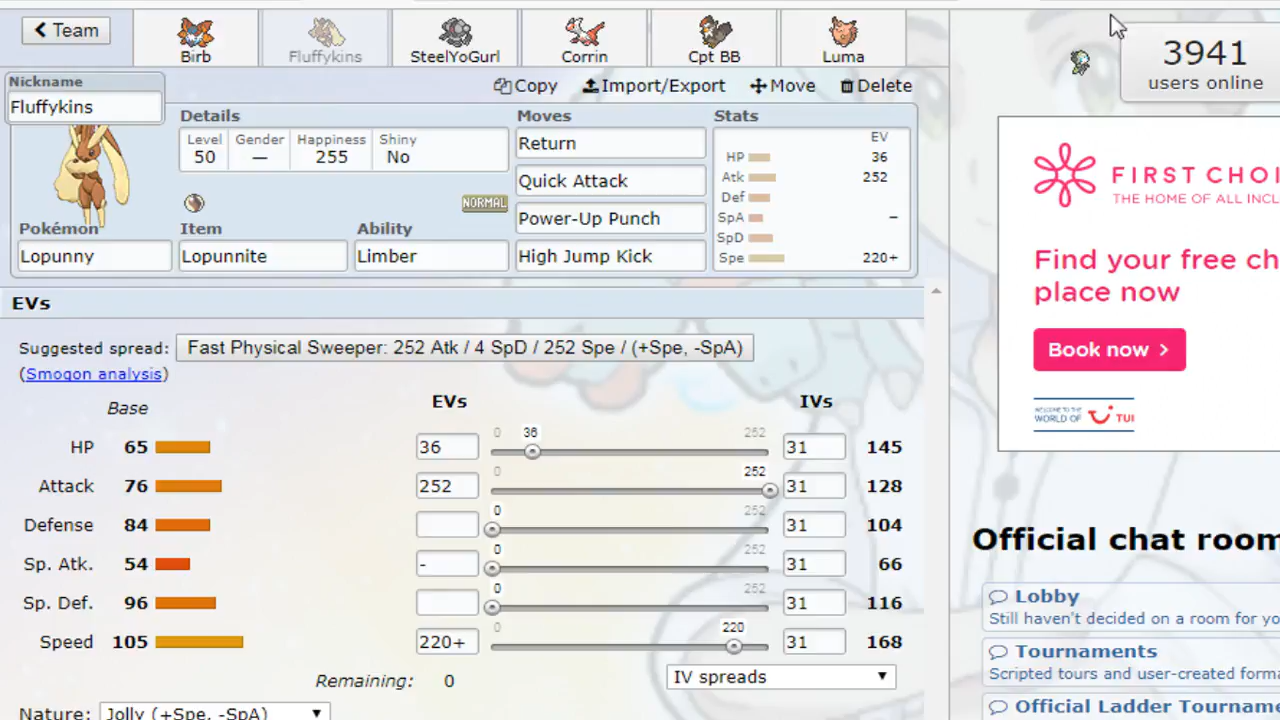 Team
Birb
Fluffykins
SteelYoGurl
Corrin
Cpt BB
Luma
3941
users online
Nickname
Fluffykins
Copy
Import/Export
Move
Delete
Details
Level
50
Gender
—
Happiness
255
Shiny
No
NORMAL
Pokémon
Lopunny
Item
Lopunnite
Ability
Limber
Moves
Return
Quick Attack
Power-Up Punch
High Jump Kick
Stats
EV
HP 36
Atk 252
Def
SpA –
SpD
Spe 220+
FIRST CHOI
THE HOME OF ALL INCLU
Find your free ch
place now
Book now
WELCOME TO THE
WORLD OF TUI
EVs
Suggested spread: Fast Physical Sweeper: 252 Atk / 4 SpD / 252 Spe / (+Spe, -SpA)
(Smogon analysis)
Base EVs IVs
HP 65 36 0 36 252 31 145
Attack 76 252 0 252 31 128
Defense 84 0 252 31 104
Sp. Atk. 54 - 0 252 31 66
Sp. Def. 96 0 252 31 116
Speed 105 220+ 0 220 31 168
Remaining: 0
IV spreads
Nature: Jolly (+Spe, -SpA)
Official chat room
Lobby
Still haven't decided on a room for yo
Tournaments
Scripted tours and user-created forma
Official Ladder Tourname